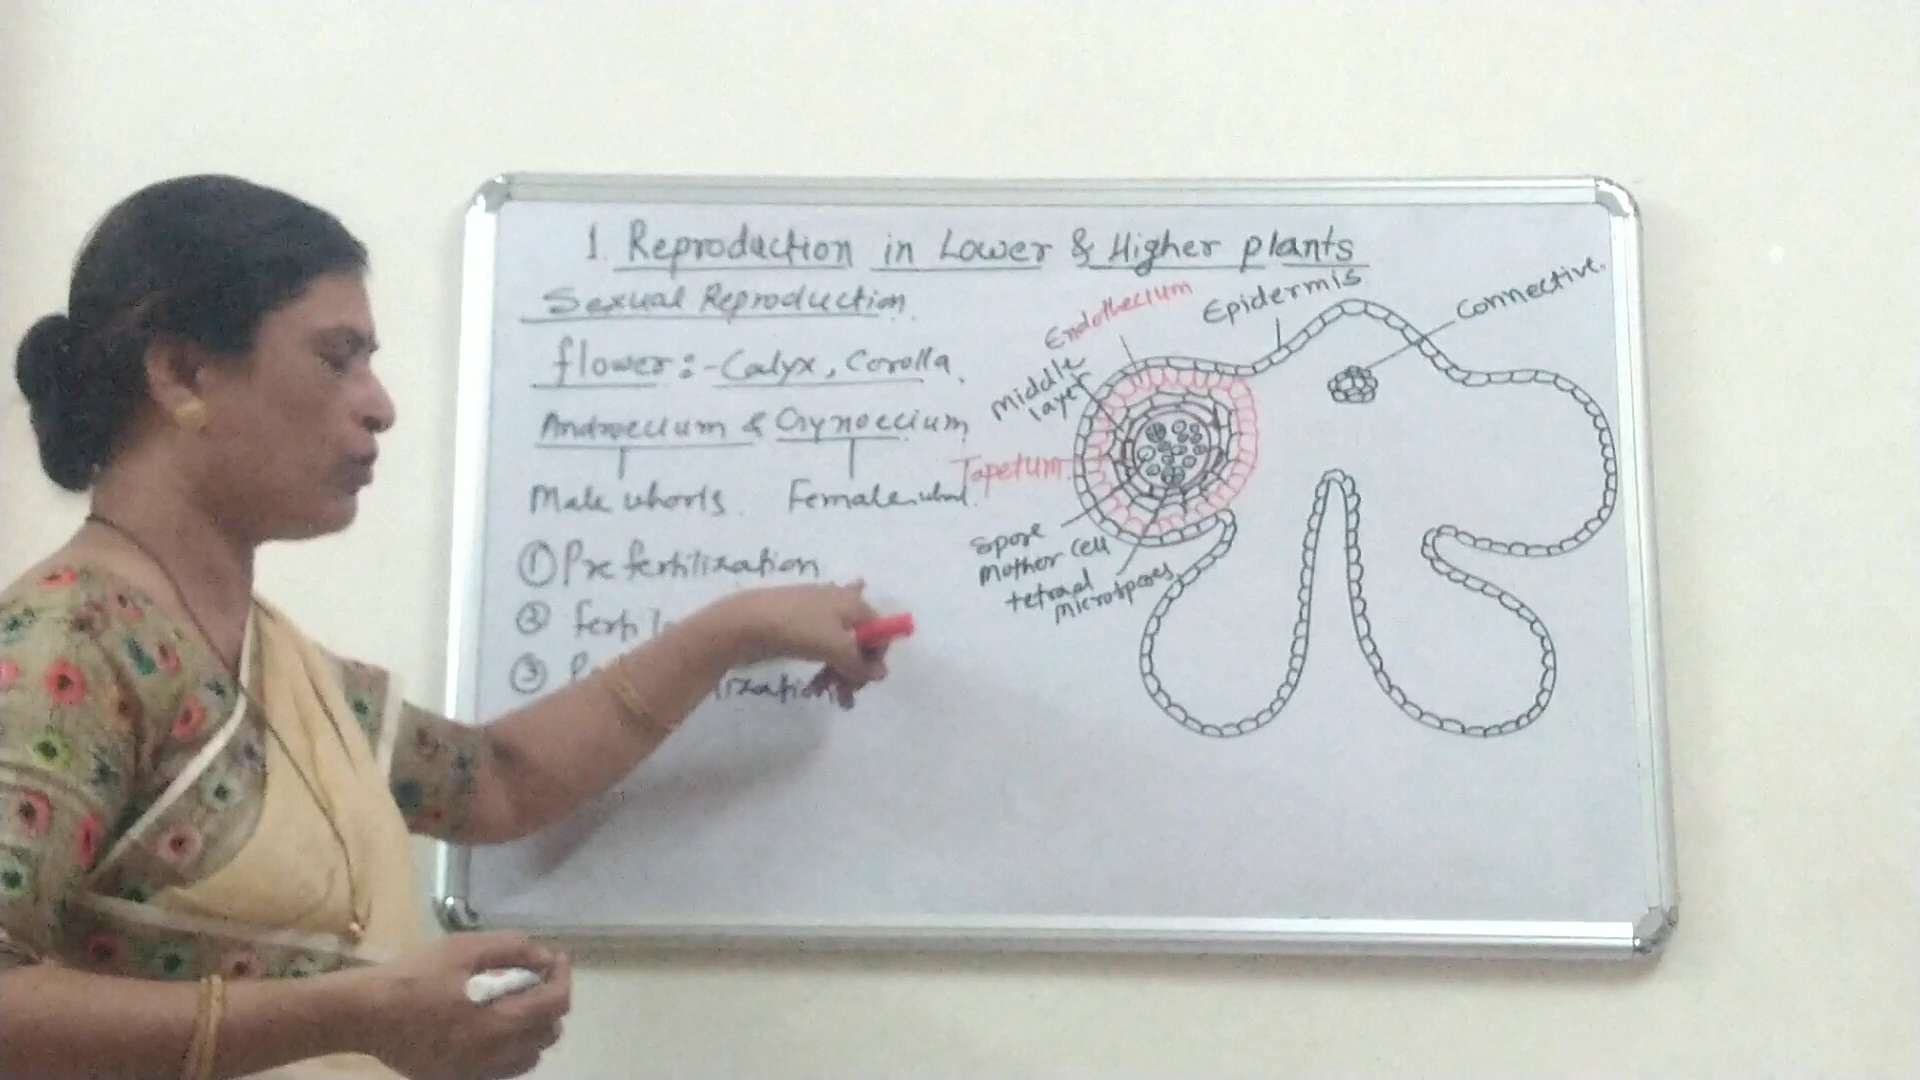 1. Reproduction in Lower & Higher plants
Sexual Reproduction
flower:- Calyx, Corolla,
Androecium & Gynoecium
Male whorls. Female
① Pre fertilization
②
③
Endothecium
Epidermis
Connective.
Middle
layer
Tapetum
Spore
Mother cell
tetrad
microspores